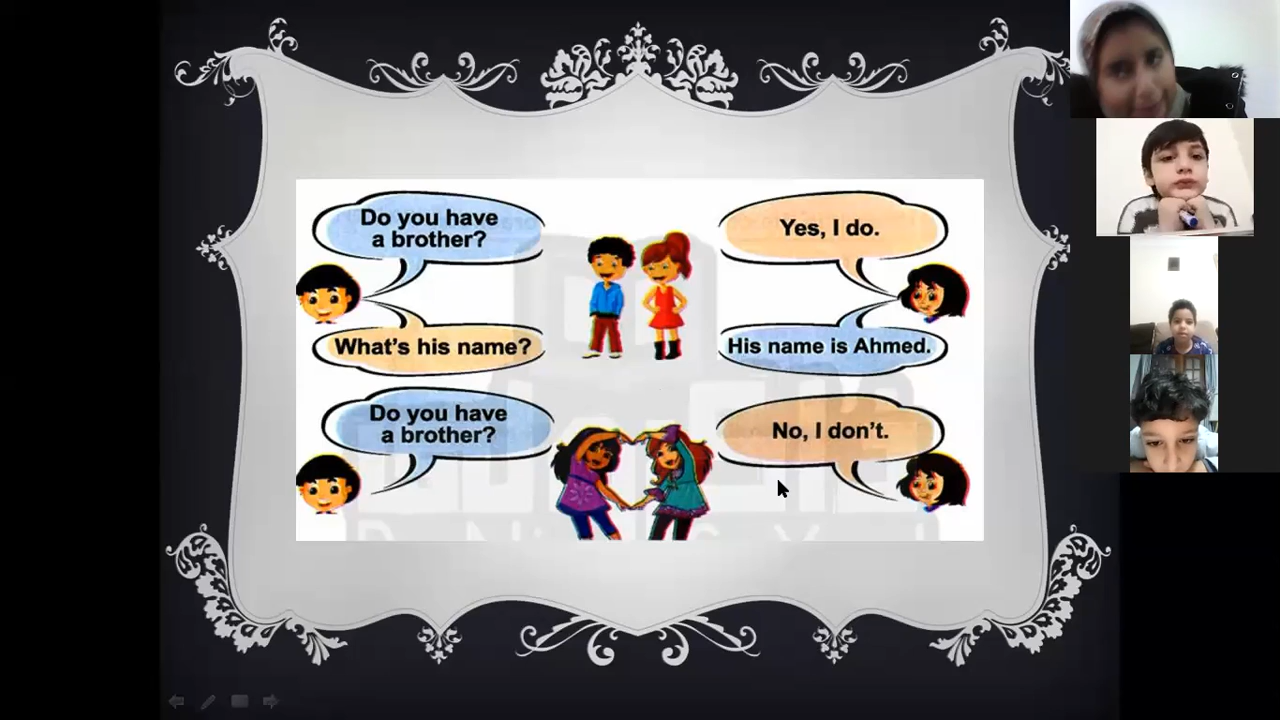 Do you have
a brother?
Yes, I do.
What's his name?
His name is Ahmed.
Do you have
a brother?
No, I don't.